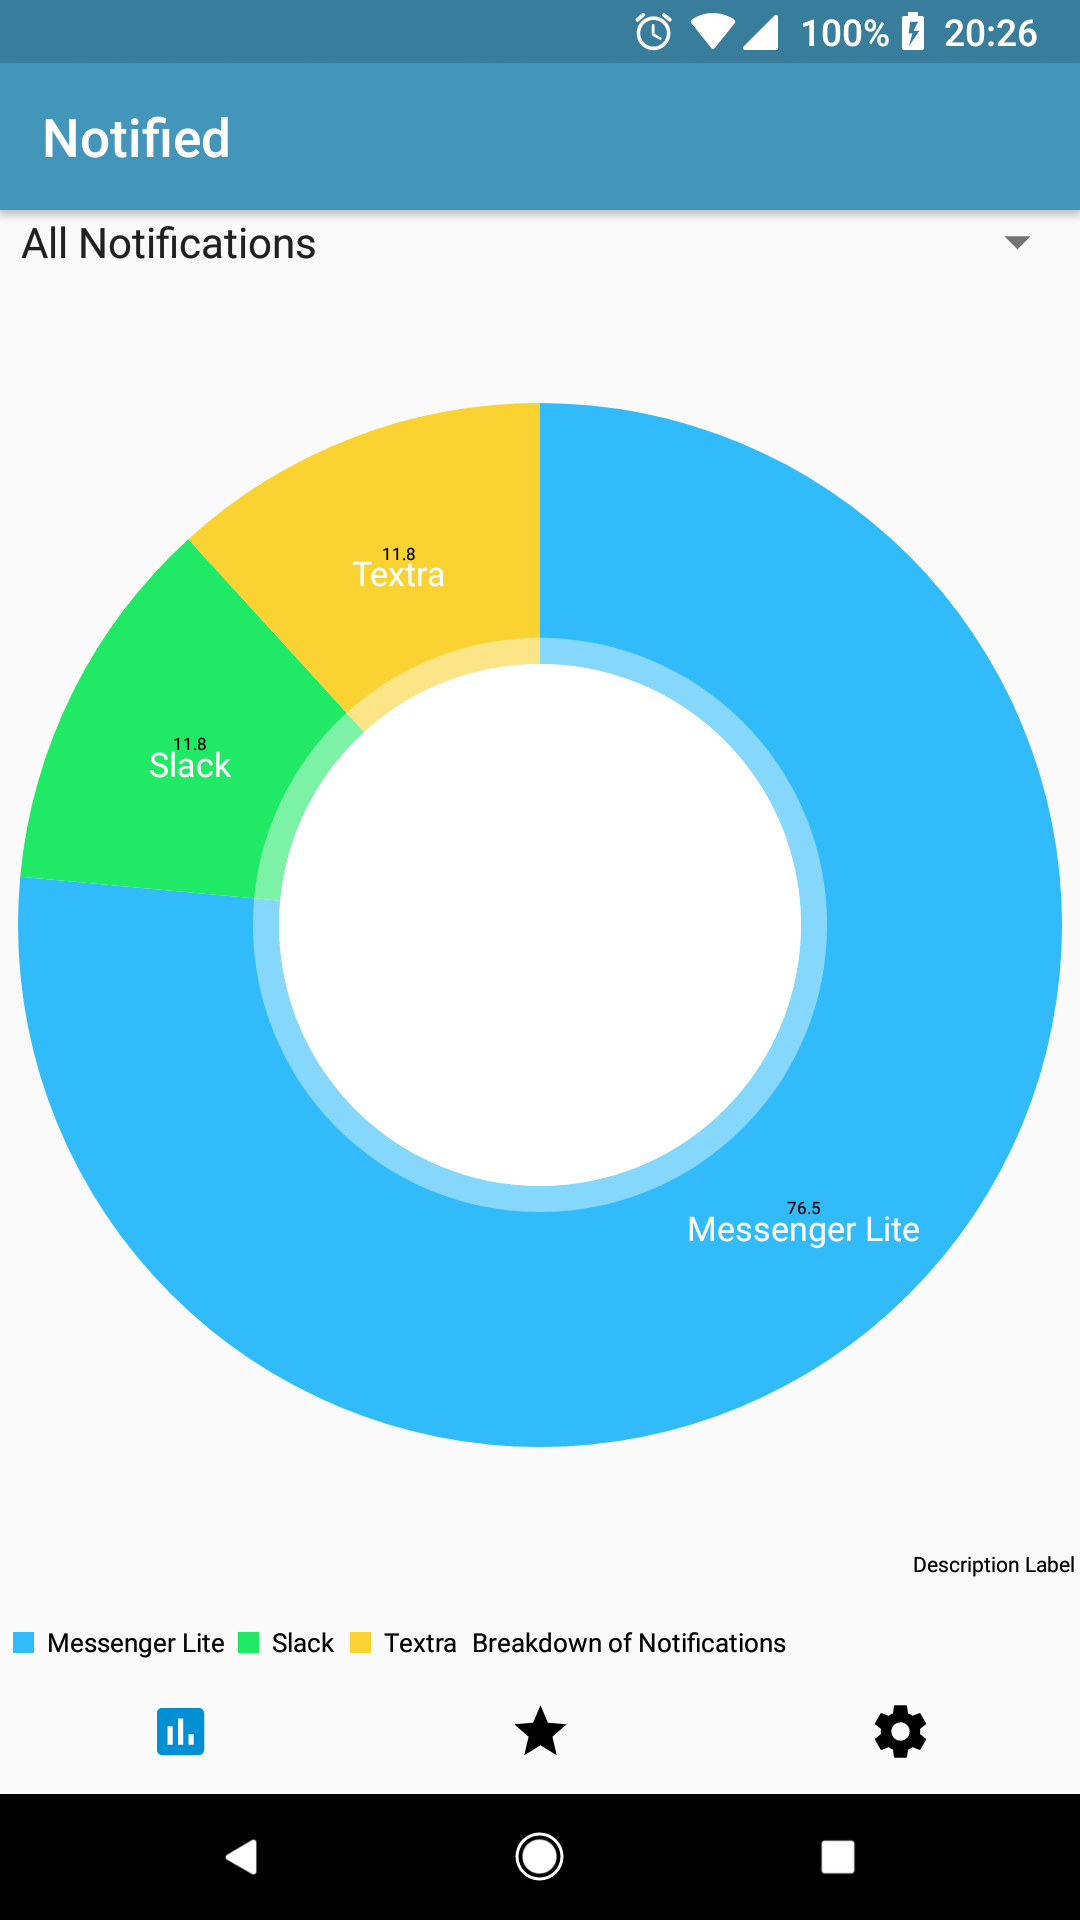 100% 20:26
Notified
All Notifications
11.8
Textra
11.8
Slack
76.5
Messenger Lite
Description Label
Messenger Lite Slack Textra Breakdown of Notifications